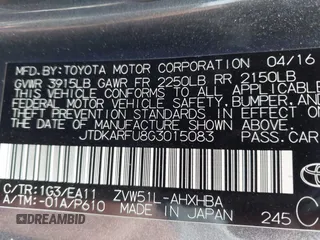 MFD.BY:TOYOTA MOTOR CORPORATION 04/16
GVWR 3915LB GAWR FR 2250LB RR 2150LB
THIS VEHICLE CONFORMS TO ALL APPLICABLE
FEDERAL MOTOR VEHICLE SAFETY, BUMPER, AND
THEFT PREVENTION STANDARDS IN EFFECT ON
THE DATE OF MANUFACTURE SHOWN ABOVE.
JTDKARFU8G3015083 PASS.CAR
C/TR:1G3/EA11 ZVW51L-AHXHBA
A/TM:-01A/P610 MADE IN JAPAN 245 C
AUTOBIDMASTER